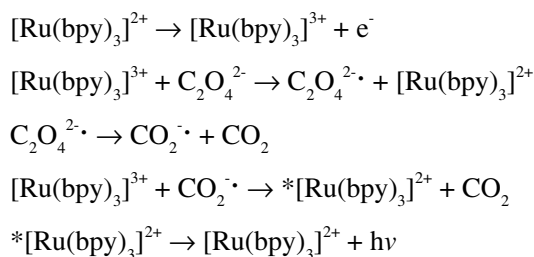 [Ru(bpy)₃]²⁺ → [Ru(bpy)₃]³⁺ + e⁻
[Ru(bpy)₃]³⁺ + C₂O₄²⁻ → C₂O₄²⁻• + [Ru(bpy)₃]²⁺
C₂O₄²⁻• → CO₂⁻• + CO₂
[Ru(bpy)₃]³⁺ + CO₂⁻• → *[Ru(bpy)₃]²⁺ + CO₂
*[Ru(bpy)₃]²⁺ → [Ru(bpy)₃]²⁺ + hν